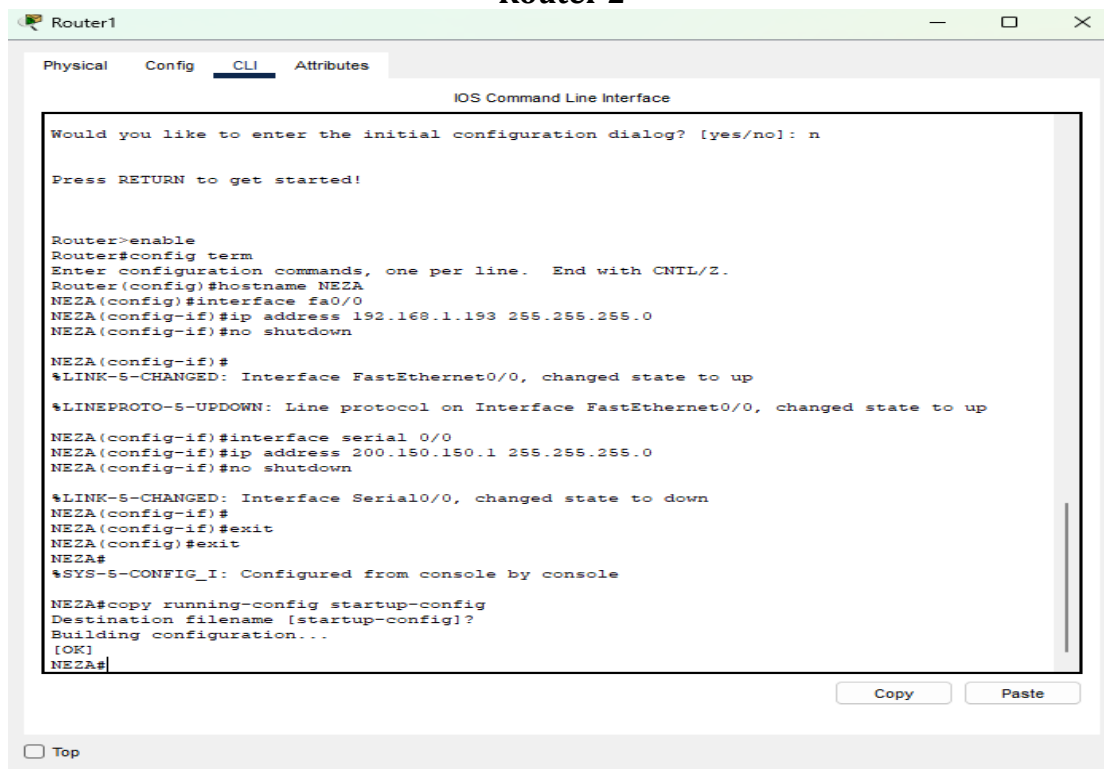 Router 2
Router1
Physical Config CLI Attributes
IOS Command Line Interface
Would you like to enter the initial configuration dialog? [yes/no]: n
Press RETURN to get started!
Router>enable
Router#config term
Enter configuration commands, one per line.  End with CNTL/Z.
Router(config)#hostname NEZA
NEZA(config)#interface fa0/0
NEZA(config-if)#ip address 192.168.1.193 255.255.255.0
NEZA(config-if)#no shutdown
NEZA(config-if)#
%LINK-5-CHANGED: Interface FastEthernet0/0, changed state to up
%LINEPROTO-5-UPDOWN: Line protocol on Interface FastEthernet0/0, changed state to up
NEZA(config-if)#interface serial 0/0
NEZA(config-if)#ip address 200.150.150.1 255.255.255.0
NEZA(config-if)#no shutdown
%LINK-5-CHANGED: Interface Serial0/0, changed state to down
NEZA(config-if)#
NEZA(config-if)#exit
NEZA(config)#exit
NEZA#
%SYS-5-CONFIG_I: Configured from console by console
NEZA#copy running-config startup-config
Destination filename [startup-config]?
Building configuration...
[OK]
NEZA#
Copy Paste
Top